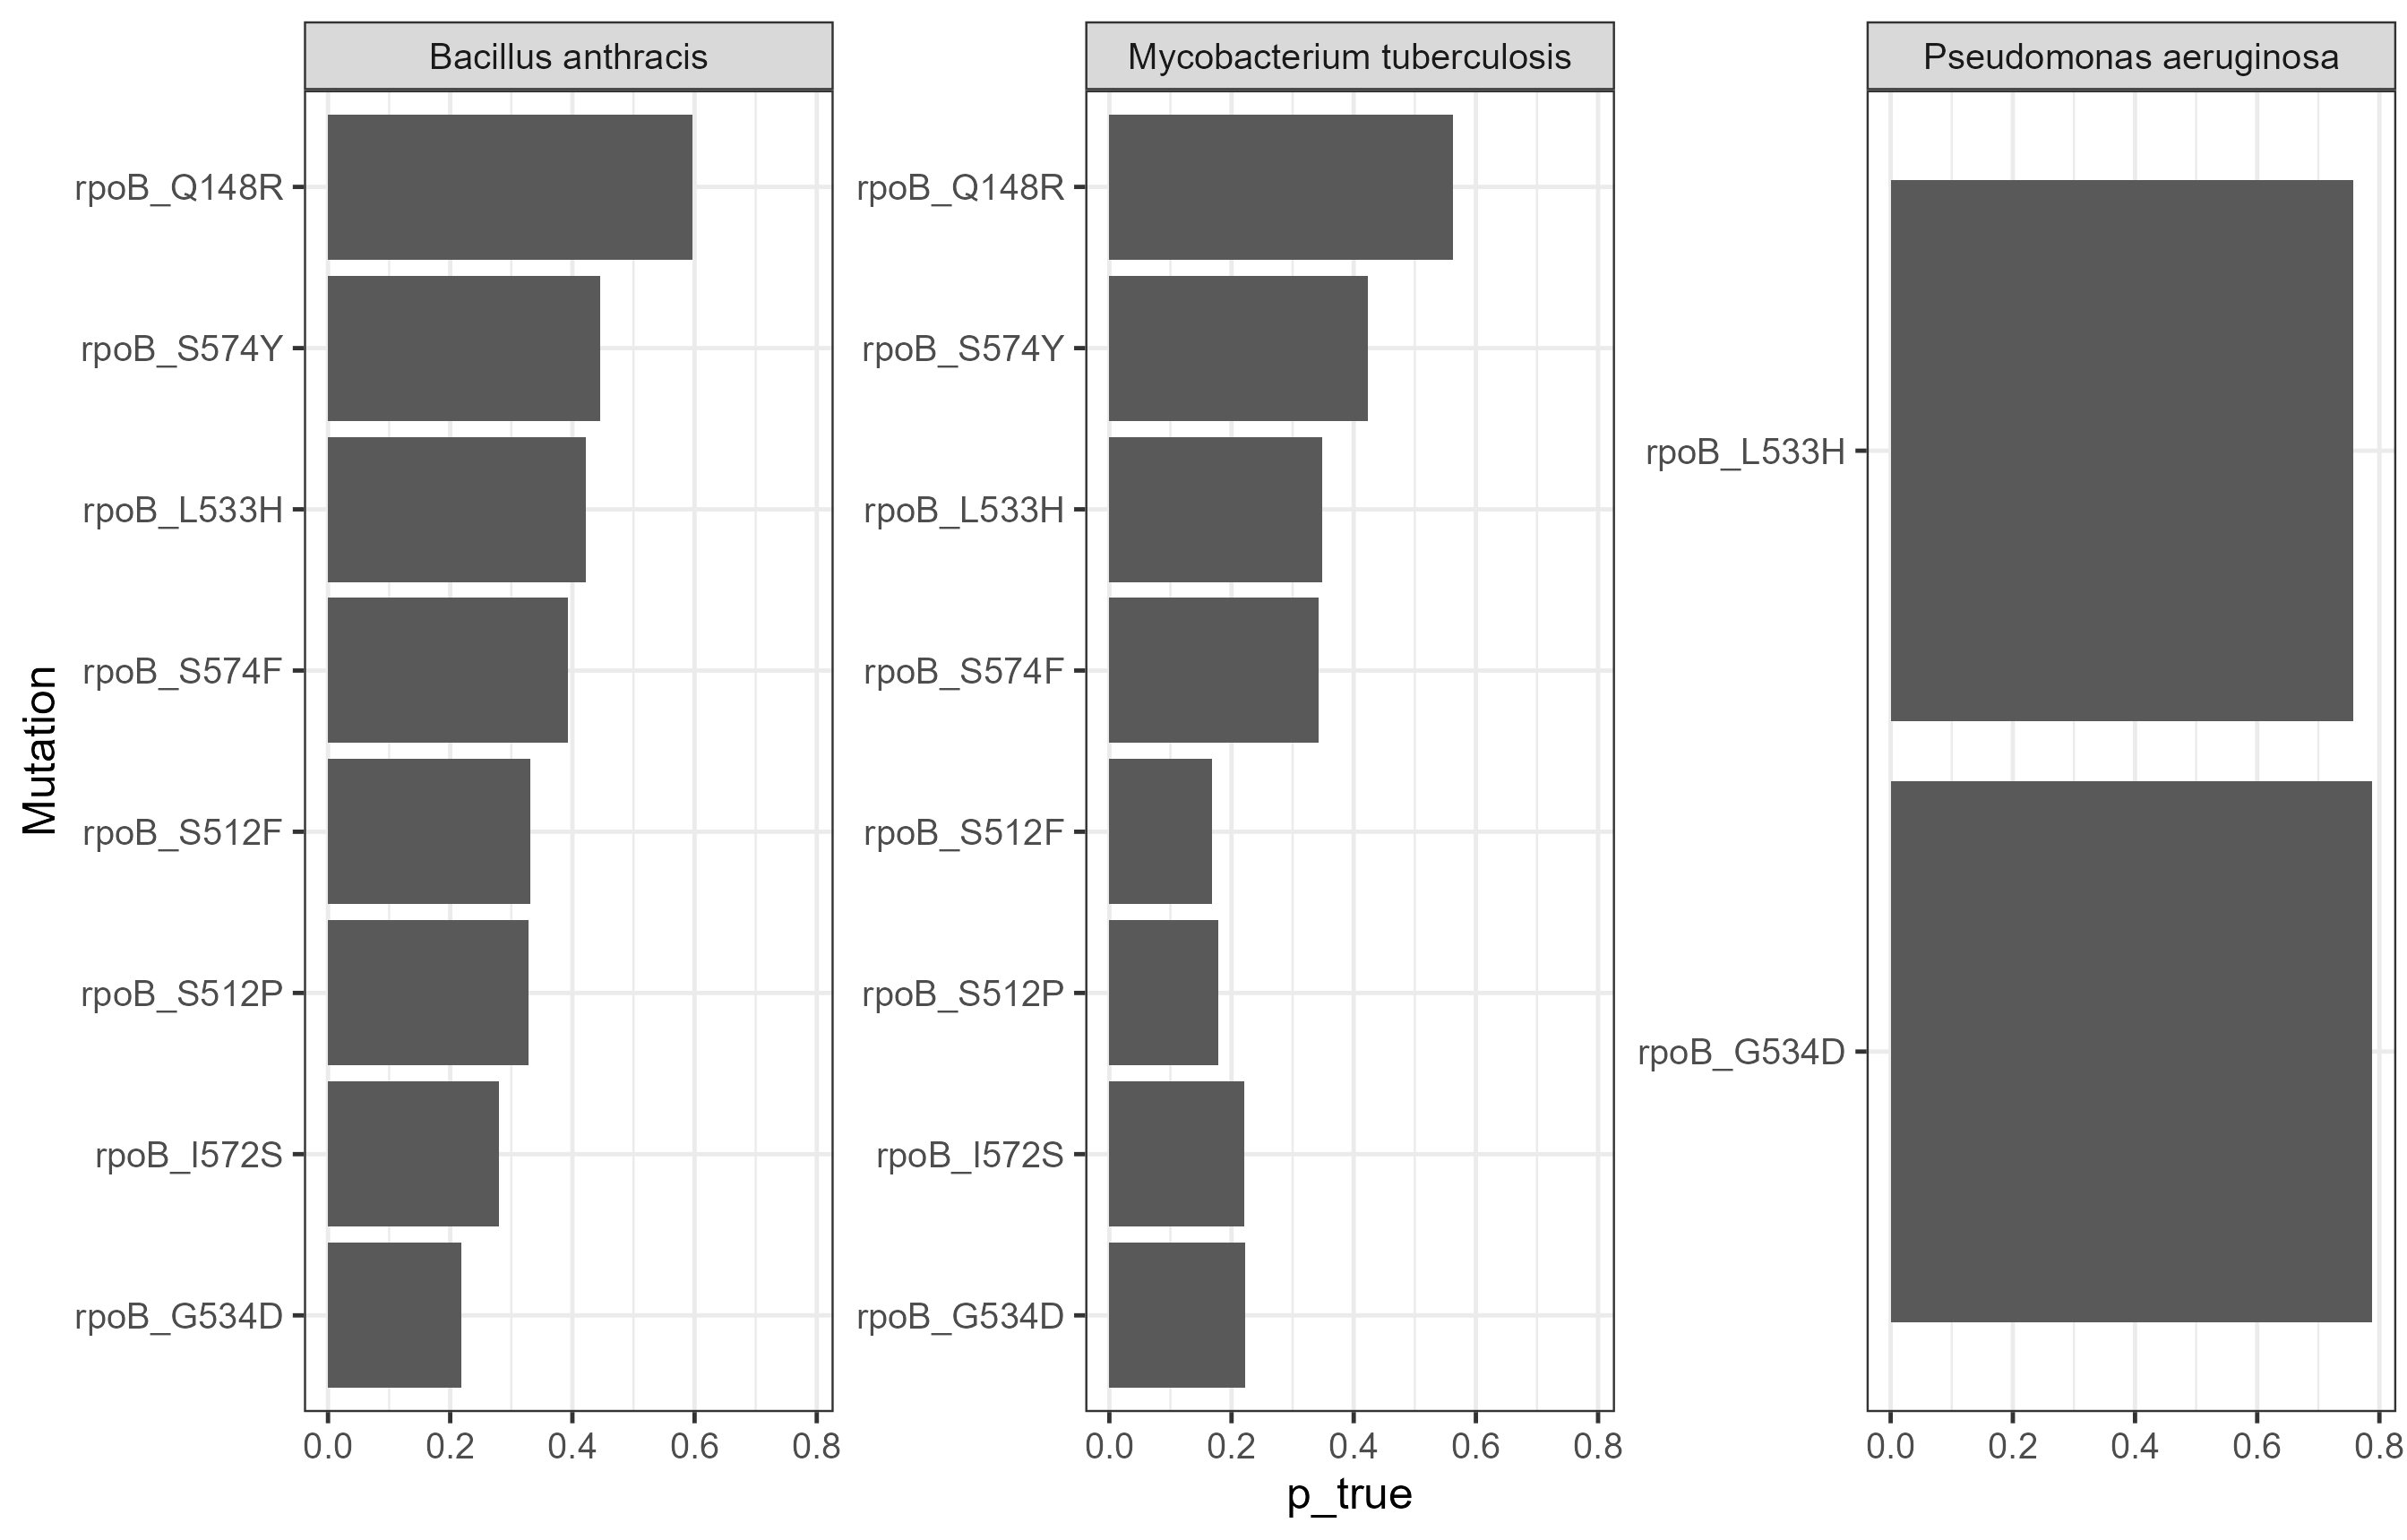 Bacillus anthracis
Mycobacterium tuberculosis
Pseudomonas aeruginosa
Mutation
rpoB_Q148R
rpoB_S574Y
rpoB_L533H
rpoB_S574F
rpoB_S512F
rpoB_S512P
rpoB_I572S
rpoB_G534D
rpoB_Q148R
rpoB_S574Y
rpoB_L533H
rpoB_S574F
rpoB_S512F
rpoB_S512P
rpoB_I572S
rpoB_G534D
rpoB_L533H
rpoB_G534D
0.0 0.2 0.4 0.6 0.8
0.0 0.2 0.4 0.6 0.8
0.0 0.2 0.4 0.6 0.8
p_true